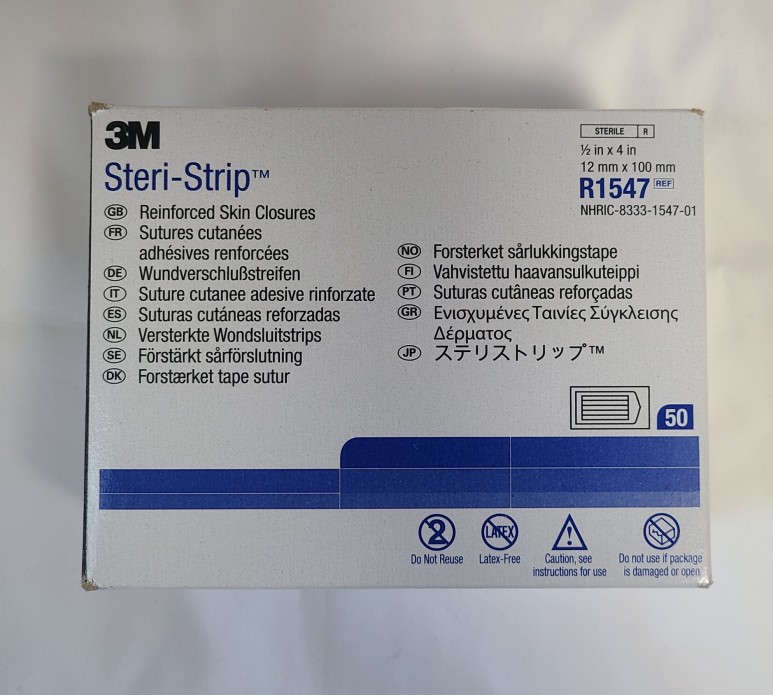 3M
Steri-Strip™
STERILE R
½ in x 4 in
12 mm x 100 mm
R1547 REF
NHRIC-8333-1547-01
GB Reinforced Skin Closures
FR Sutures cutanées
adhésives renforcées
DE Wundverschlußstreifen
IT Suture cutanee adesive rinforzate
ES Suturas cutáneas reforzadas
NL Versterkte Wondsluitstrips
SE Förstärkt sårförslutning
DK Forstærket tape sutur
NO Forsterket sårlukkingstape
FI Vahvistettu haavansulkuteippi
PT Suturas cutâneas reforçadas
GR Ενισχυμένες Ταινίες Σύγκλεισης
Δέρματος
JP ステリストリップ™
50
2
Do Not Reuse
LATEX
Latex-Free
Caution, see
instructions for use
Do not use if package
is damaged or open